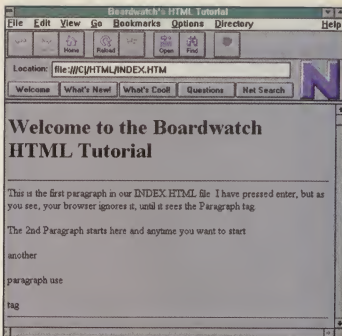 Boardwatch's HTML Tutorial
File Edit View Go Bookmarks Options Directory Help
Home Reload Open Find
Location: file:///C|/HTML/INDEX.HTM
Welcome What's New! What's Cool! Questions Net Search
N
Welcome to the Boardwatch
HTML Tutorial
This is the first paragraph in our INDEX.HTML file. I have pressed enter, but as
you see, your browser ignores it, until it sees the Paragraph tag.
The 2nd Paragraph starts here and anytime you want to start
another
paragraph use
tag